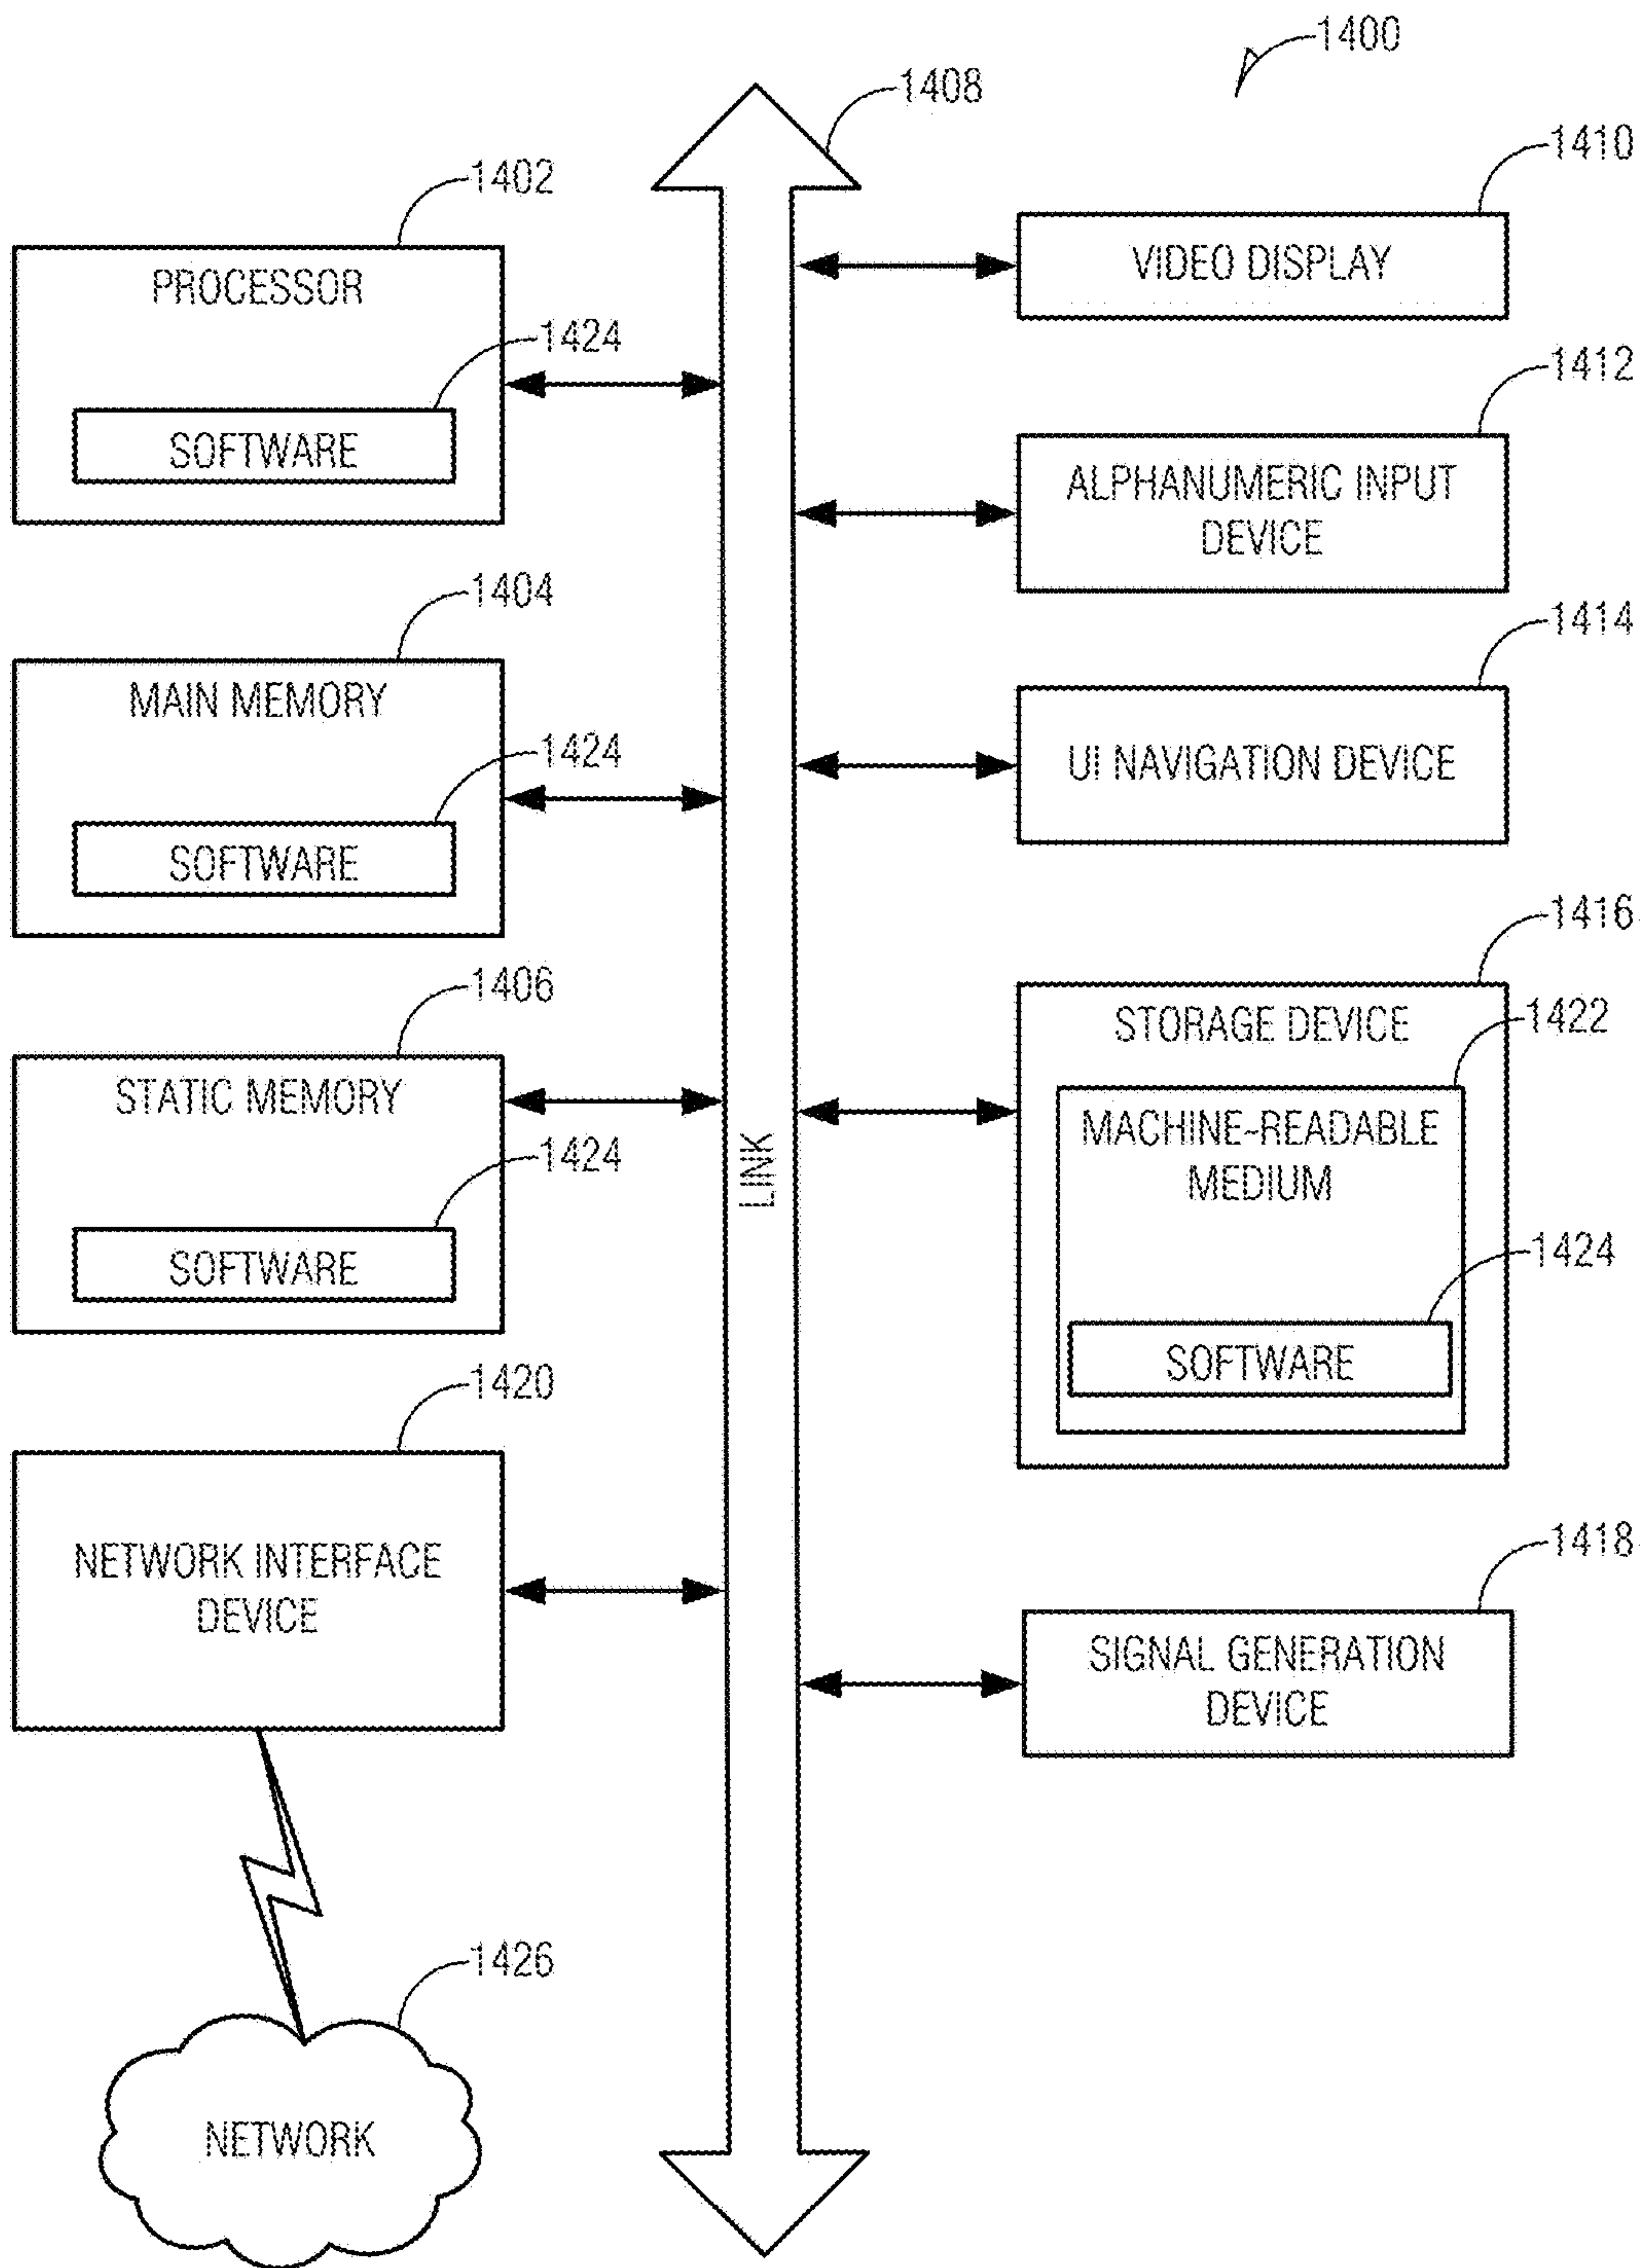 1400
1408
1402
PROCESSOR
1424
SOFTWARE
1404
MAIN MEMORY
1424
SOFTWARE
1406
STATIC MEMORY
1424
SOFTWARE
1420
NETWORK INTERFACE
DEVICE
1426
NETWORK
LINK
1410
VIDEO DISPLAY
1412
ALPHANUMERIC INPUT
DEVICE
1414
UI NAVIGATION DEVICE
1416
STORAGE DEVICE
1422
MACHINE-READABLE
MEDIUM
1424
SOFTWARE
1418
SIGNAL GENERATION
DEVICE